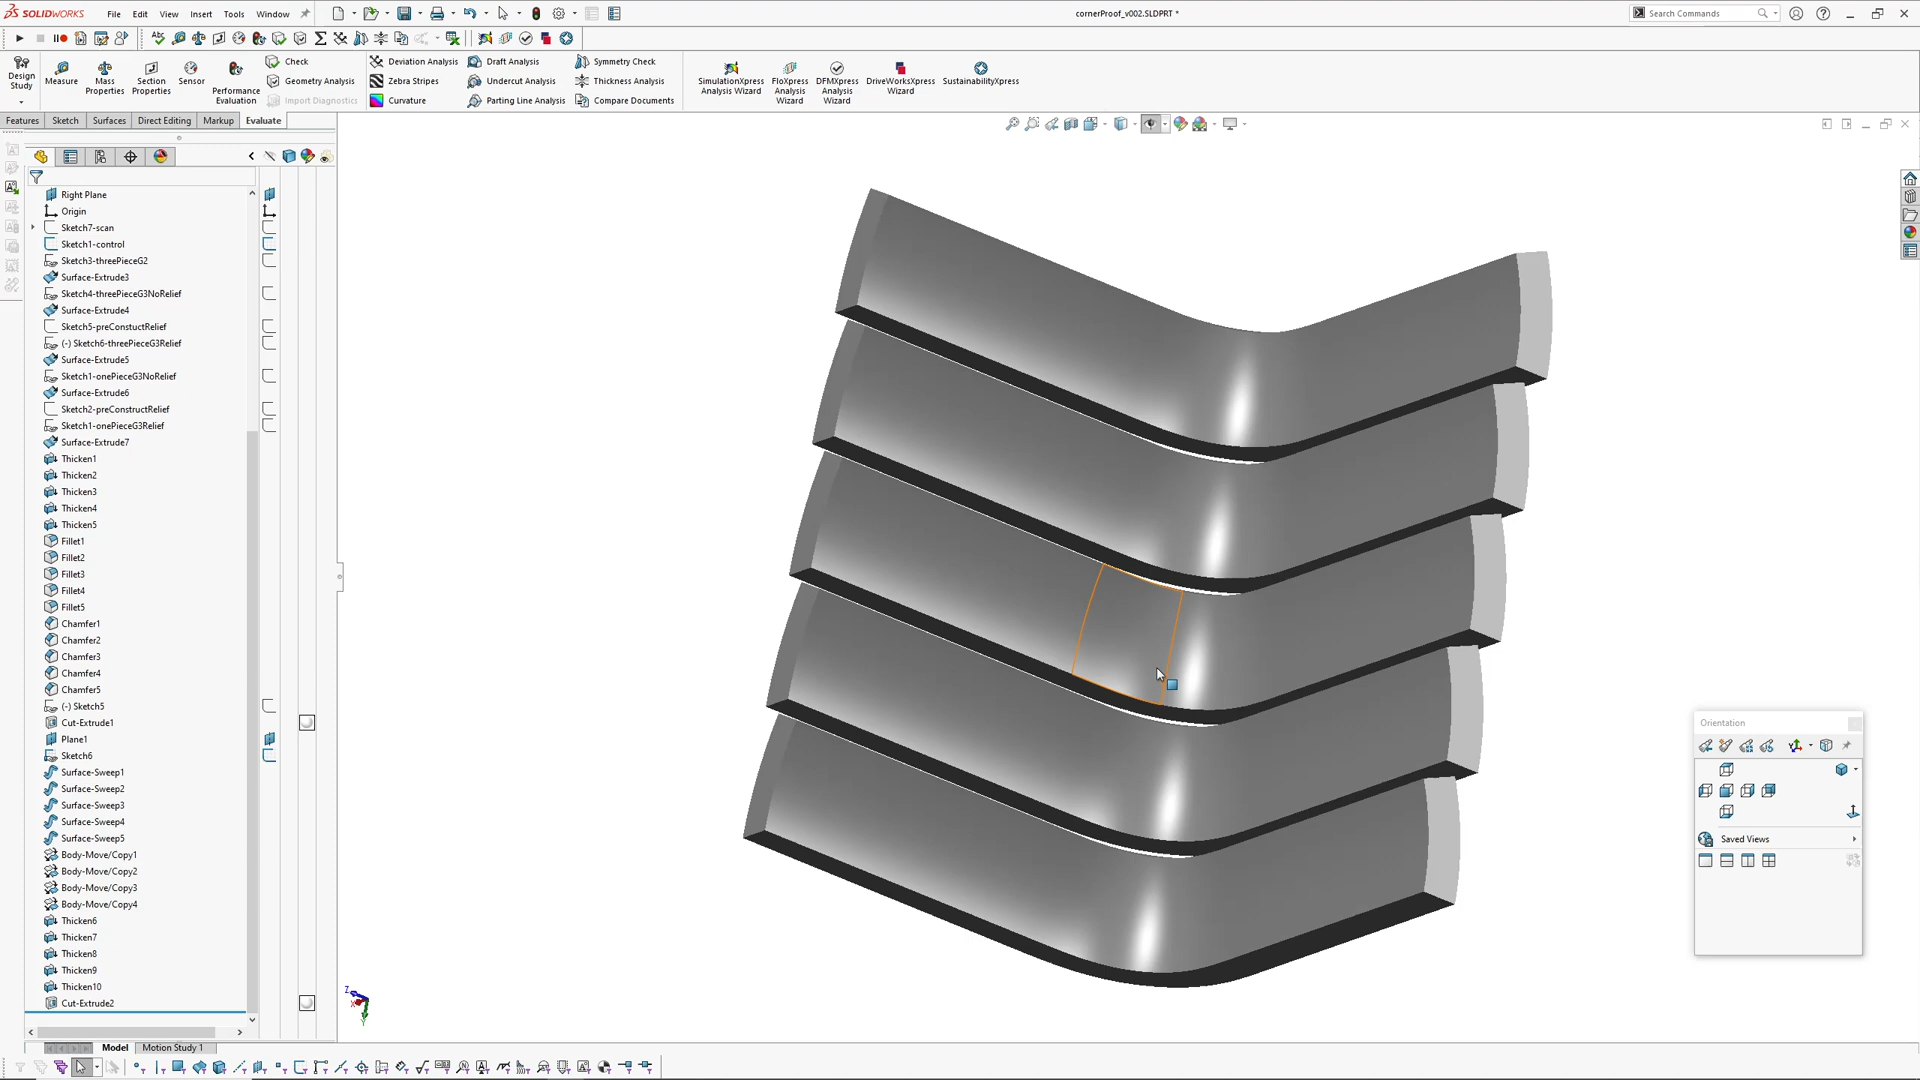 SOLIDWORKS File Edit View Insert Tools Window cornerProof_v002.SLDPRT * Search Commands
Design Study
Measure
Mass Properties
Section Properties
Sensor
Performance Evaluation
Check
Geometry Analysis
Import Diagnostics
Deviation Analysis
Zebra Stripes
Curvature
Draft Analysis
Undercut Analysis
Parting Line Analysis
Symmetry Check
Thickness Analysis
Compare Documents
SimulationXpress Analysis Wizard
FloXpress Analysis Wizard
DFMXpress Analysis Wizard
DriveWorksXpress Wizard
SustainabilityXpress
Features Sketch Surfaces Direct Editing Markup Evaluate
Right Plane
Origin
Sketch7-scan
Sketch1-control
Sketch3-threePieceG2
Surface-Extrude3
Sketch4-threePieceG3NoRelief
Surface-Extrude4
Sketch5-preConstuctRelief
(-) Sketch6-threePieceG3Relief
Surface-Extrude5
Sketch1-onePieceG3NoRelief
Surface-Extrude6
Sketch2-preConstuctRelief
Sketch1-onePieceG3Relief
Surface-Extrude7
Thicken1
Thicken2
Thicken3
Thicken4
Thicken5
Fillet1
Fillet2
Fillet3
Fillet4
Fillet5
Chamfer1
Chamfer2
Chamfer3
Chamfer4
Chamfer5
(-) Sketch5
Cut-Extrude1
Plane1
Sketch6
Surface-Sweep1
Surface-Sweep2
Surface-Sweep3
Surface-Sweep4
Surface-Sweep5
Body-Move/Copy1
Body-Move/Copy2
Body-Move/Copy3
Body-Move/Copy4
Thicken6
Thicken7
Thicken8
Thicken9
Thicken10
Cut-Extrude2
Orientation
Saved Views
Z
X
Y
Model Motion Study 1